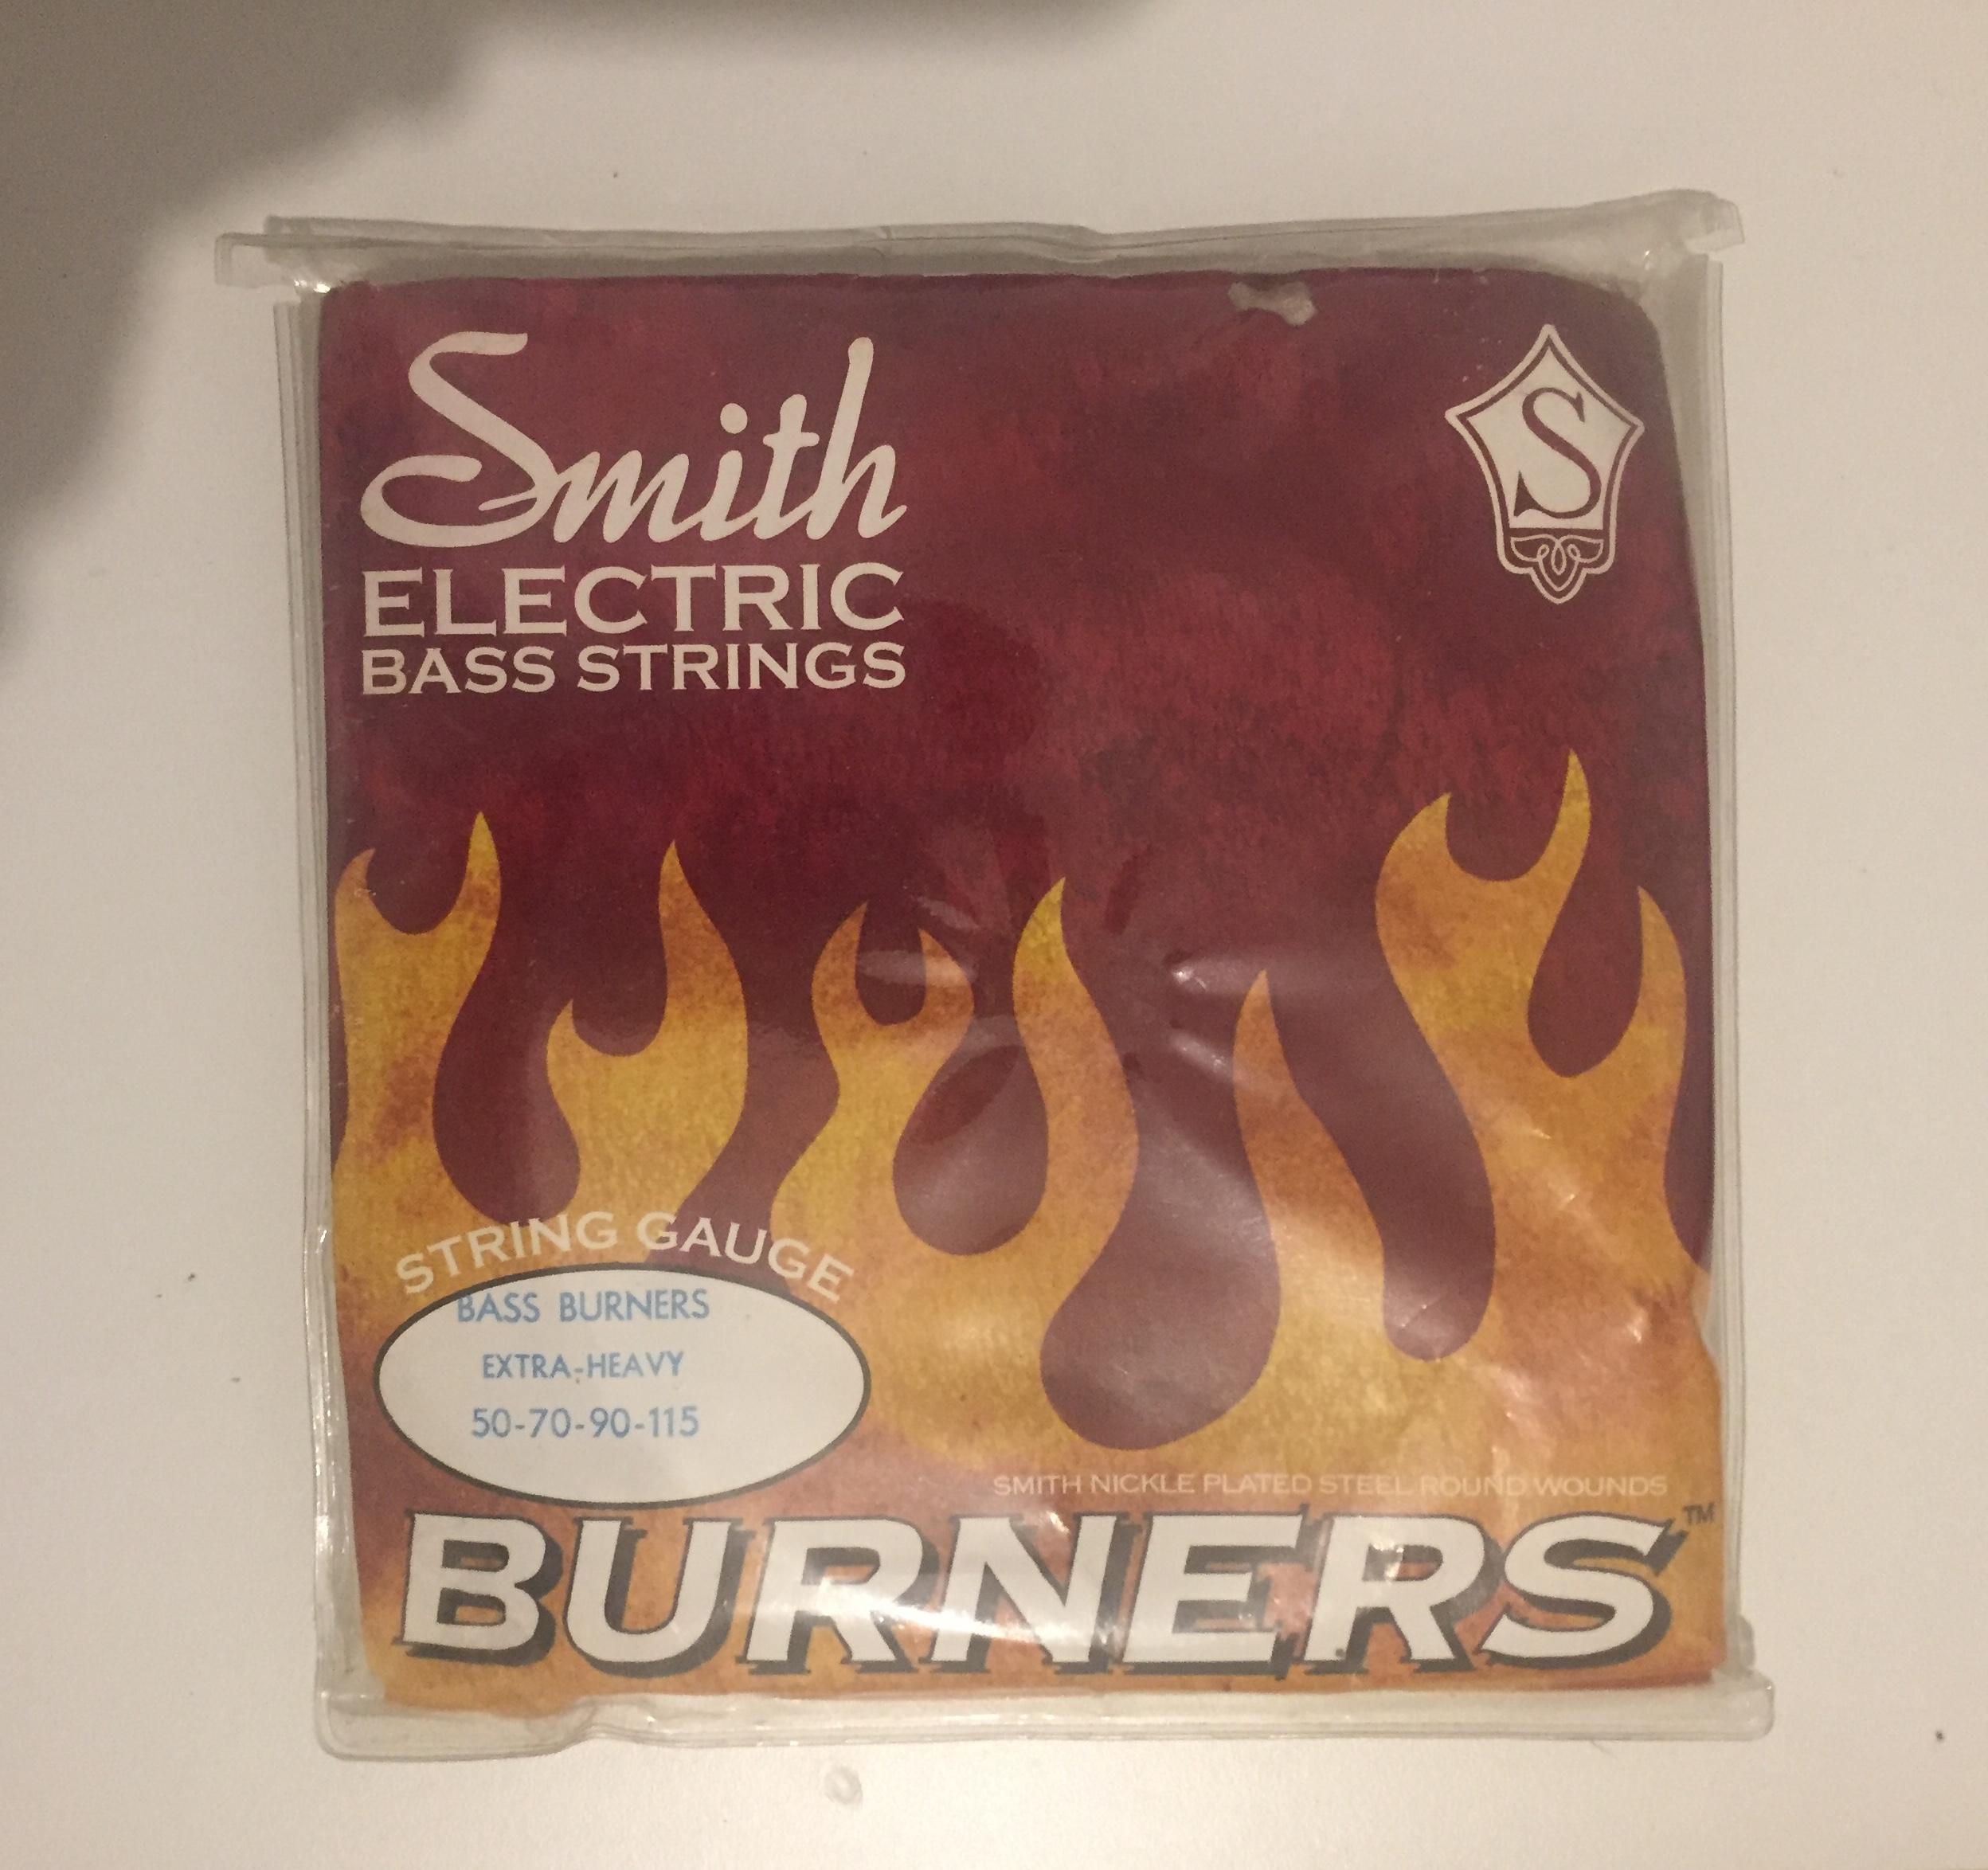 Smith
S
ELECTRIC
BASS STRINGS
STRING GAUGE
BASS BURNERS
EXTRA-HEAVY
50-70-90-115
SMITH NICKLE PLATED STEEL ROUND WOUNDS
BURNERS™